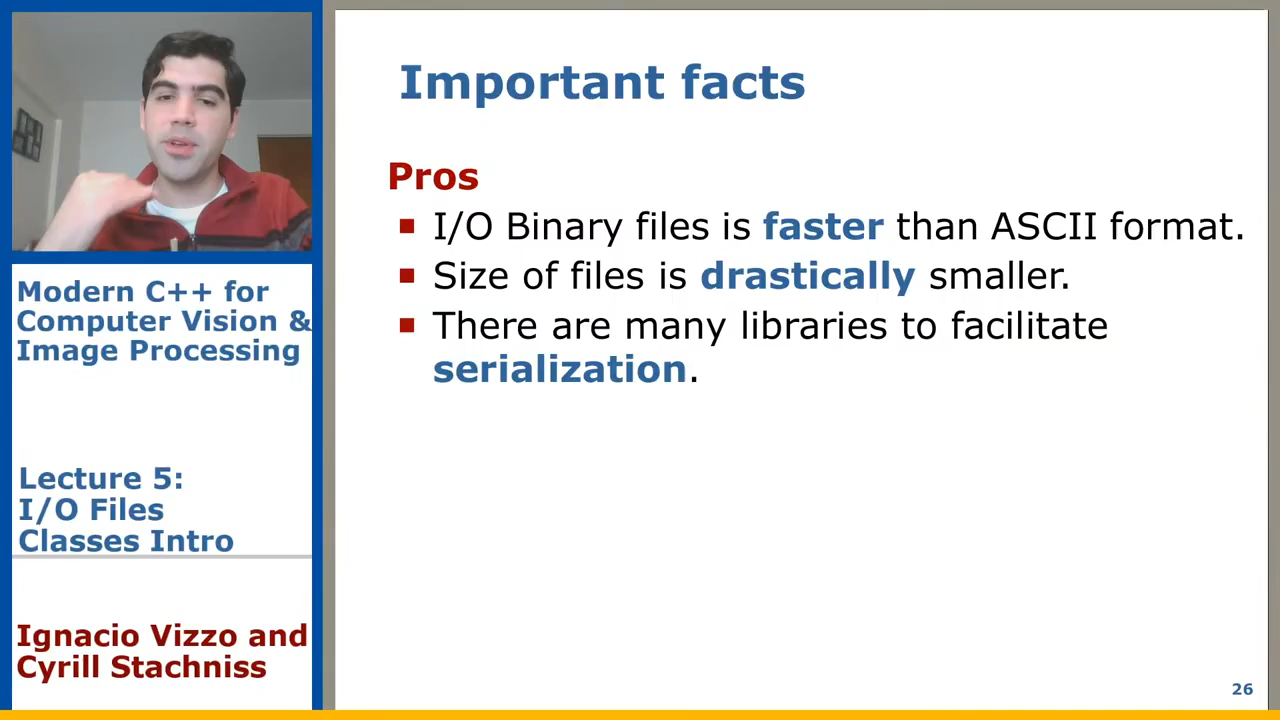 Important facts
Pros
I/O Binary files is faster than ASCII format.
Size of files is drastically smaller.
There are many libraries to facilitate
serialization.
Modern C++ for
Computer Vision &
Image Processing
Lecture 5:
I/O Files
Classes Intro
Ignacio Vizzo and
Cyrill Stachniss
26